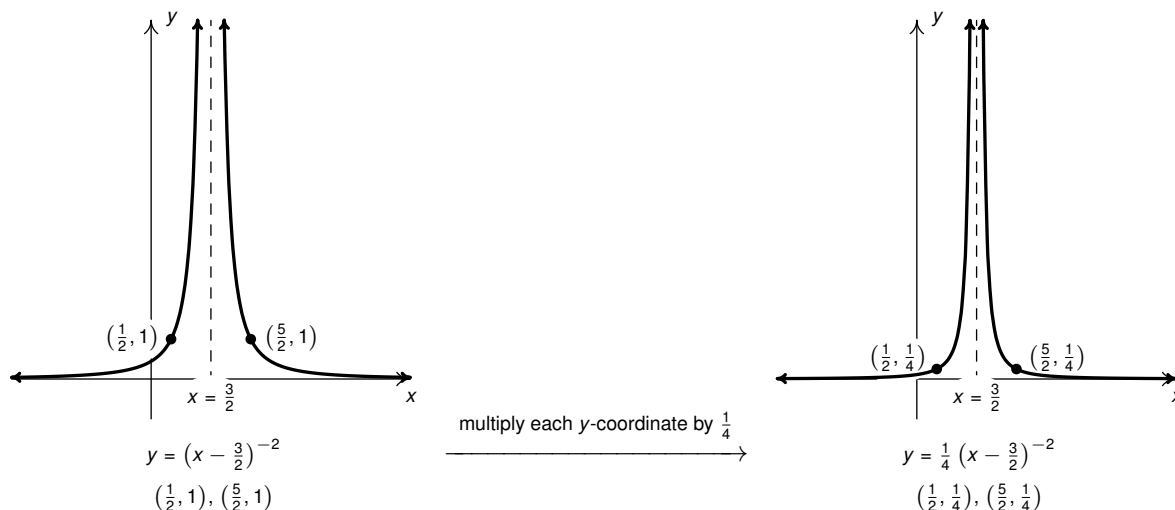 y
(1/2, 1)
(5/2, 1)
x = 3/2
x
y = (x − 3/2)⁻²
(1/2, 1), (5/2, 1)
multiply each y-coordinate by 1/4
y
(1/2, 1/4)
(5/2, 1/4)
x = 3/2
x
y = 1/4 (x − 3/2)⁻²
(1/2, 1/4), (5/2, 1/4)